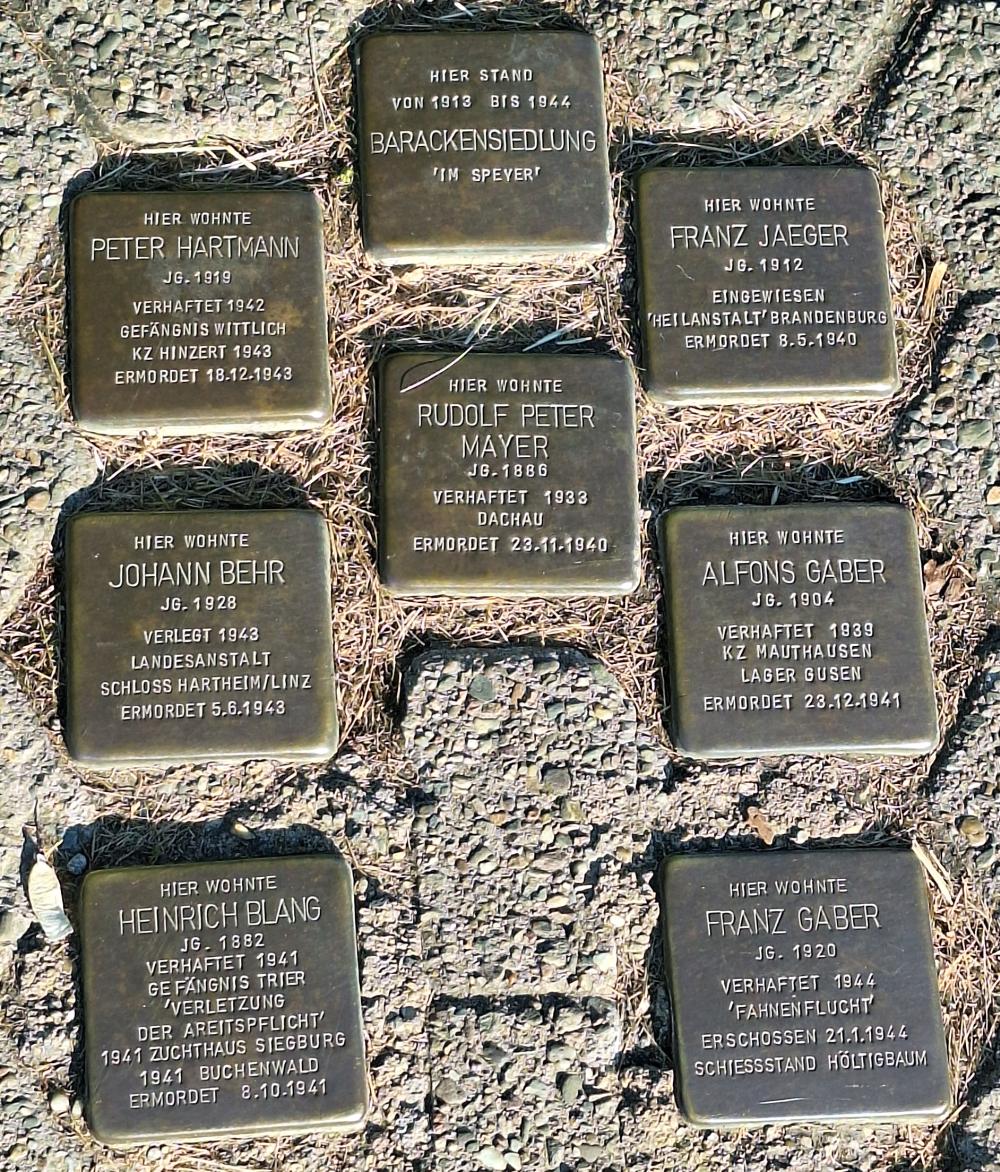 HIER STAND
VON 1913 BIS 1944
BARACKENSIEDLUNG
'IM SPEYER'
HIER WOHNTE
PETER HARTMANN
JG. 1919
VERHAFTET 1942
GEFÄNGNIS WITTLICH
KZ HINZERT 1943
ERMORDET 18.12.1943
HIER WOHNTE
FRANZ JAEGER
JG. 1912
EINGEWIESEN
'HEILANSTALT' BRANDENBURG
ERMORDET 8.5.1940
HIER WOHNTE
RUDOLF PETER
MAYER
JG. 1886
VERHAFTET 1933
DACHAU
ERMORDET 23.11.1940
HIER WOHNTE
JOHANN BEHR
JG. 1928
VERLEGT 1943
LANDESANSTALT
SCHLOSS HARTHEIM/LINZ
ERMORDET 5.6.1943
HIER WOHNTE
ALFONS GABER
JG. 1904
VERHAFTET 1939
KZ MAUTHAUSEN
LAGER GUSEN
ERMORDET 23.12.1941
HIER WOHNTE
HEINRICH BLANG
JG. 1882
VERHAFTET 1941
GEFÄNGNIS TRIER
'VERLETZUNG
DER AREITSPFLICHT'
1941 ZUCHTHAUS SIEGBURG
1941 BUCHENWALD
ERMORDET 8.10.1941
HIER WOHNTE
FRANZ GABER
JG. 1920
VERHAFTET 1944
'FAHNENFLUCHT'
ERSCHOSSEN 21.1.1944
SCHIESSSTAND HÖLTIGBAUM